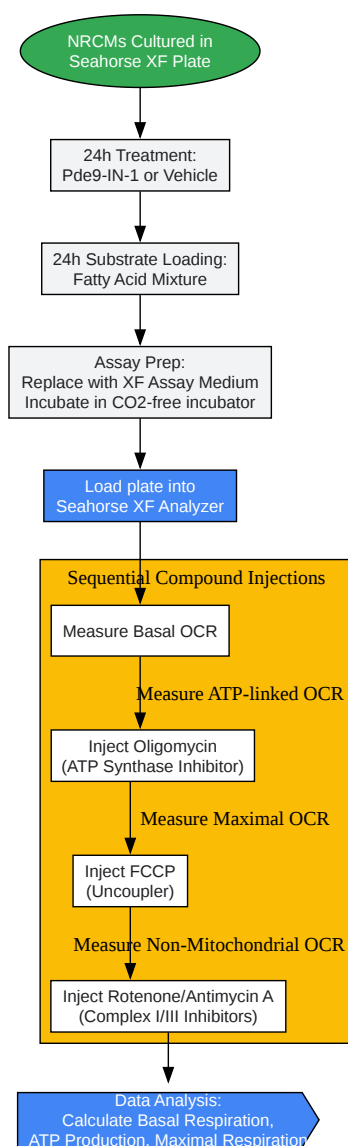 NRCMs Cultured in
Seahorse XF Plate
24h Treatment:
Pde9-IN-1 or Vehicle
24h Substrate Loading:
Fatty Acid Mixture
Assay Prep:
Replace with XF Assay Medium
Incubate in CO2-free incubator
Load plate into
Seahorse XF Analyzer
Sequential Compound Injections
Measure Basal OCR
Measure ATP-linked OCR
Inject Oligomycin
(ATP Synthase Inhibitor)
Measure Maximal OCR
Inject FCCP
(Uncoupler)
Measure Non-Mitochondrial OCR
Inject Rotenone/Antimycin A
(Complex I/III Inhibitors)
Data Analysis:
Calculate Basal Respiration,
ATP Production, Maximal Respiration